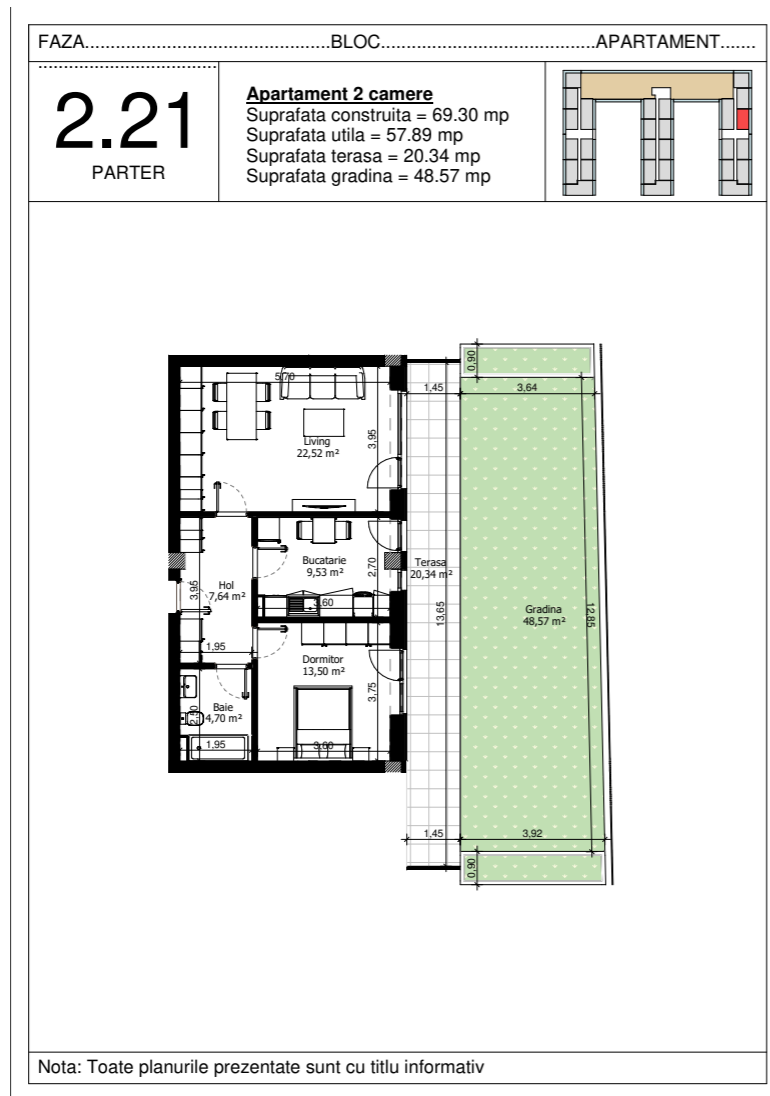 FAZA...............................................BLOC.........................................APARTAMENT.......
..................................
2.21
PARTER
Apartament 2 camere
Suprafata construita = 69.30 mp
Suprafata utila = 57.89 mp
Suprafata terasa = 20.34 mp
Suprafata gradina = 48.57 mp
0,90
5,70
1,45
3,64
Living
22,52 m²
3,95
Bucatarie
9,53 m²
2,70
3,60
Terasa
20,34 m²
Hol
7,64 m²
3,95
1,95
13,65
Gradina
48,57 m²
12,85
Dormitor
13,50 m²
3,75
3,60
Baie
4,70 m²
2,50
1,95
1,45
3,92
0,90
Nota: Toate planurile prezentate sunt cu titlu informativ